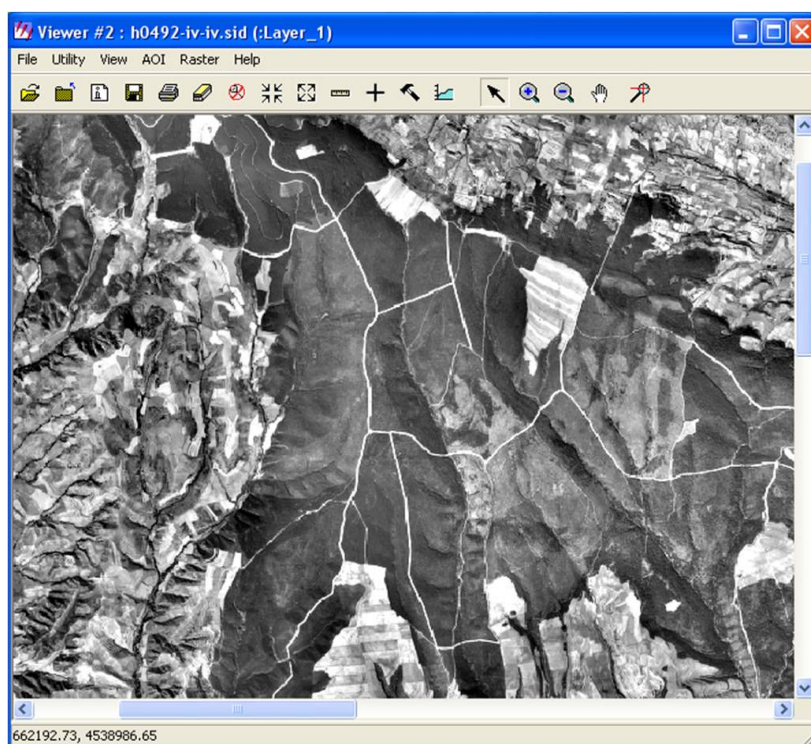 Viewer #2 : h0492-iv-iv.sid (:Layer_1)
File Utility View AOI Raster Help
662192.73, 4538986.65